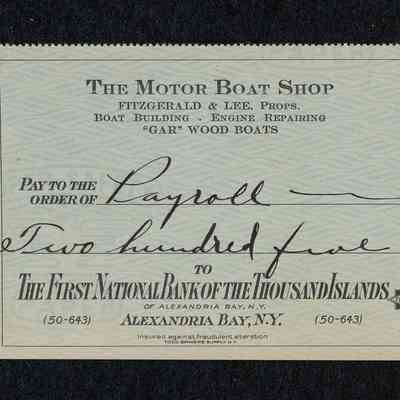 THE MOTOR BOAT SHOP
FITZGERALD & LEE, PROPS.
BOAT BUILDING - ENGINE REPAIRING
"GAR" WOOD BOATS
PAY TO THE
ORDER OF Payroll —
Two hundred five
TO
THE FIRST NATIONAL BANK OF THE THOUSAND ISLANDS
OF ALEXANDRIA BAY, N.Y.
(50-643) ALEXANDRIA BAY, N.Y. (50-643)
Insured against fraudulent alteration